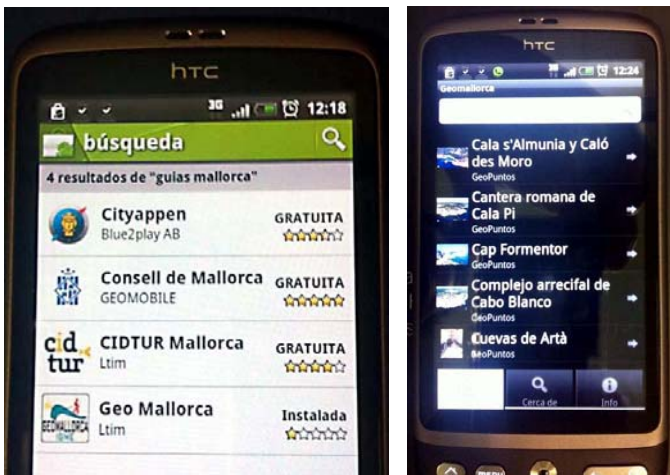 htc
3G 12:18
búsqueda
4 resultados de "guias mallorca"
Cityappen
GRATUITA
Blue2play AB
Consell de Mallorca
GRATUITA
GEOMOBILE
cid
tur
CIDTUR Mallorca
GRATUITA
Ltim
GEOMALLORCA
Geo Mallorca
Instalada
Ltim
htc
3G 12:24
Geomallorca
Cala s'Almunia y Caló
des Moro
GeoPuntos
Cantera romana de
Cala Pi
GeoPuntos
Cap Formentor
GeoPuntos
Complejo arrecifal de
Cabo Blanco
GeoPuntos
Cuevas de Artà
GeoPuntos
Cerca de
Info
menu